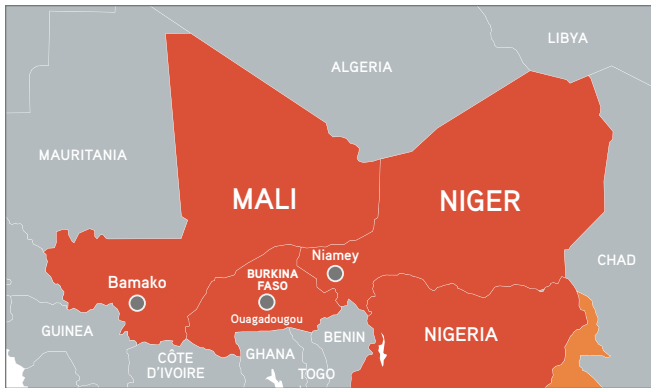 LIBYA
ALGERIA
MAURITANIA
MALI
NIGER
Niamey
CHAD
BURKINA
FASO
Bamako
Ouagadougou
GUINEA
NIGERIA
BENIN
CÔTE
D'IVOIRE
GHANA
TOGO